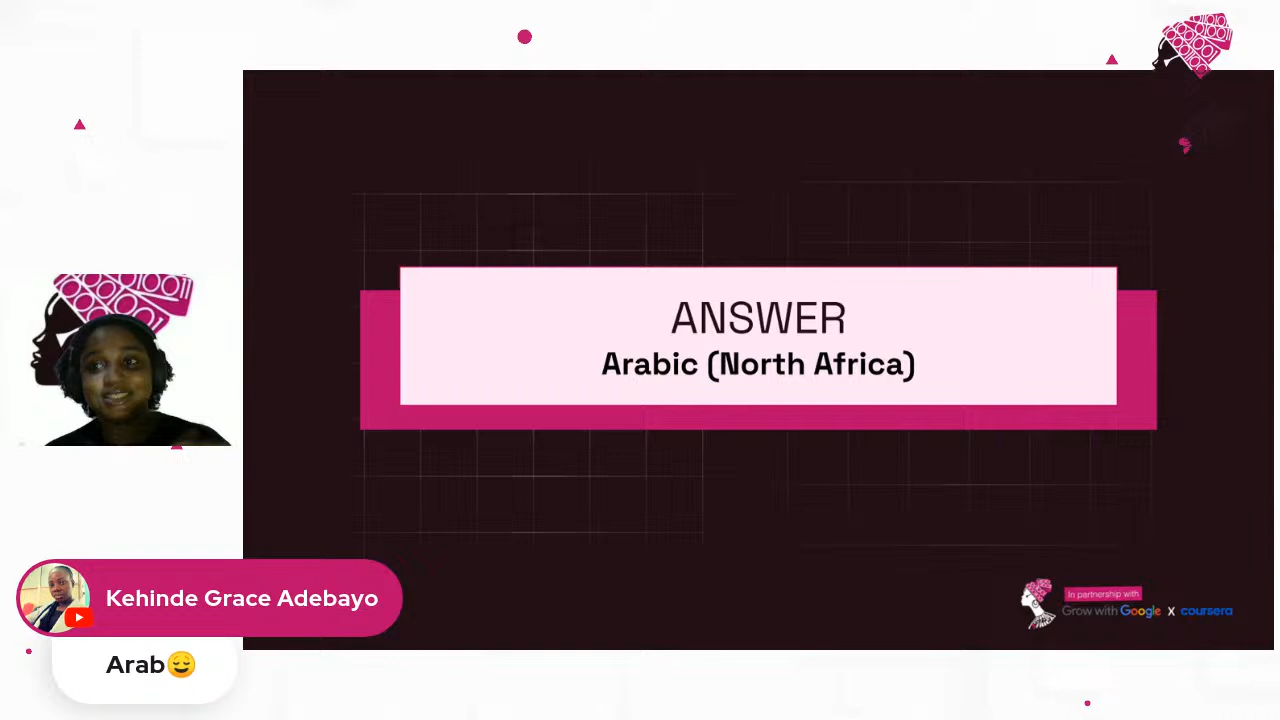 ANSWER
Arabic (North Africa)
In partnership with
Grow with Google X coursera
Kehinde Grace Adebayo
Arab😌